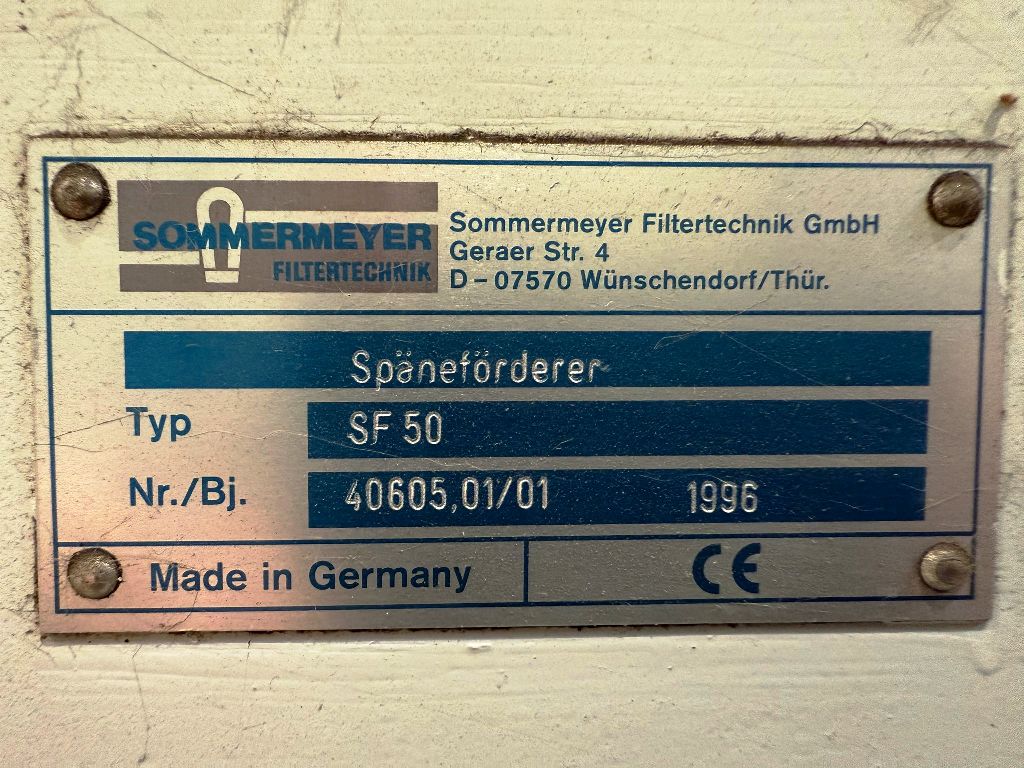 SOMMERMEYER
FILTERTECHNIK
Sommermeyer Filtertechnik GmbH
Geraer Str. 4
D-07570 Wünschendorf/Thür.
Späneförderer
Typ SF 50
Nr./Bj. 40605,01/01 1996
Made in Germany CE